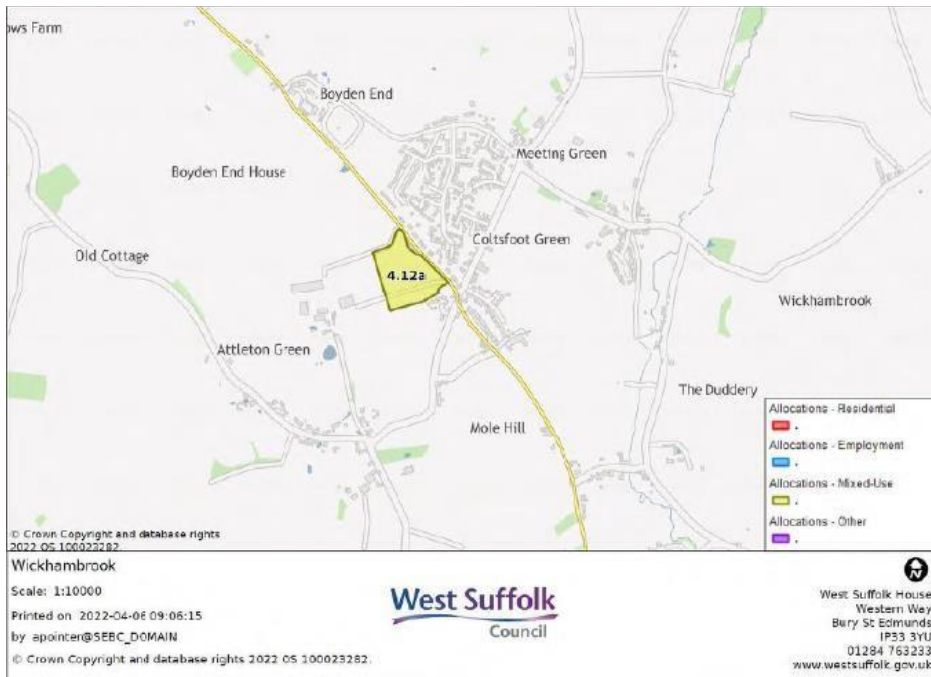 ows Farm
Boyden End
Meeting Green
Boyden End House
Coltsfoot Green
Old Cottage
4.12a
Wickhambrook
Attleton Green
The Duddery
Mole Hill
Allocations - Residential
.
Allocations - Employment
.
Allocations - Mixed-Use
.
Allocations - Other
.
© Crown Copyright and database rights
2022 OS 100023282.
Wickhambrook
Scale: 1:10000
Printed on 2022-04-06 09:06:15
by apointer@SEBC_DOMAIN
© Crown Copyright and database rights 2022 OS 100023282.
West Suffolk
Council
N
West Suffolk House
Western Way
Bury St Edmunds
IP33 3YU
01284 763233
www.westsuffolk.gov.uk